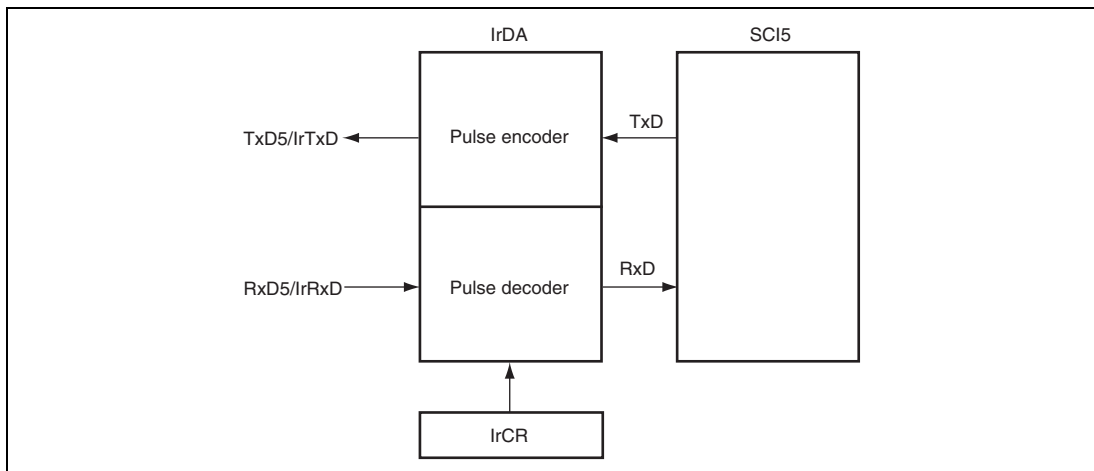 IrDA
SCI5
TxD5/IrTxD
Pulse encoder
TxD
RxD5/IrRxD
Pulse decoder
RxD
IrCR